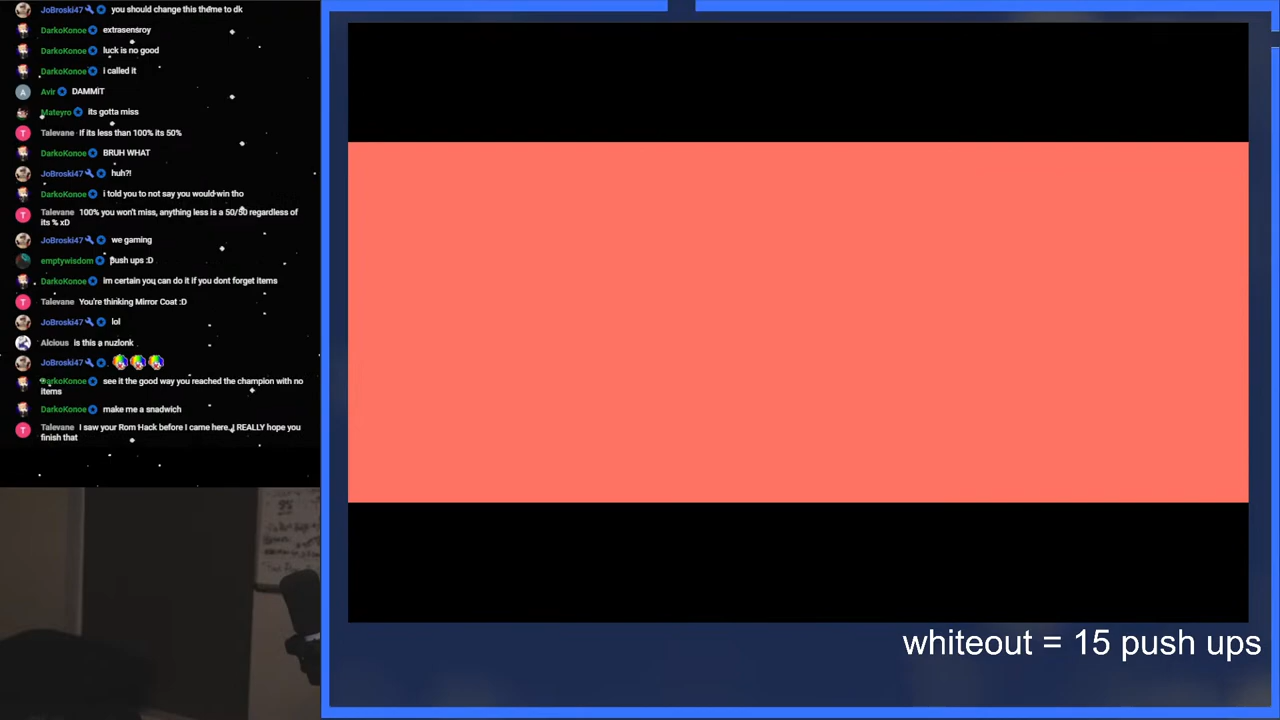 JoBroski47 you should change this theme to dk
DarkoKonoe extrasensroy
DarkoKonoe luck is no good
DarkoKonoe I called it
A Avir DAMMIT
Mateyro its gotta miss
T Talevane If its less than 100% its 50%
DarkoKonoe BRUH WHAT
JoBroski47 huh?!
DarkoKonoe i told you to not say you would win tho
T Talevane 100% you won't miss, anything less is a 50/50 regardless of
its % xD
JoBroski47 we gaming
emptywisdom push ups :D
DarkoKonoe im certain you can do it if you dont forget items
T Talevane You're thinking Mirror Coat :D
JoBroski47 lol
Alcious is this a nuzlonk
JoBroski47
DarkoKonoe see it the good way you reached the champion with no
items
DarkoKonoe make me a snadwich
T Talevane I saw your Rom Hack before I came here. I REALLY hope you
finish that
whiteout = 15 push ups